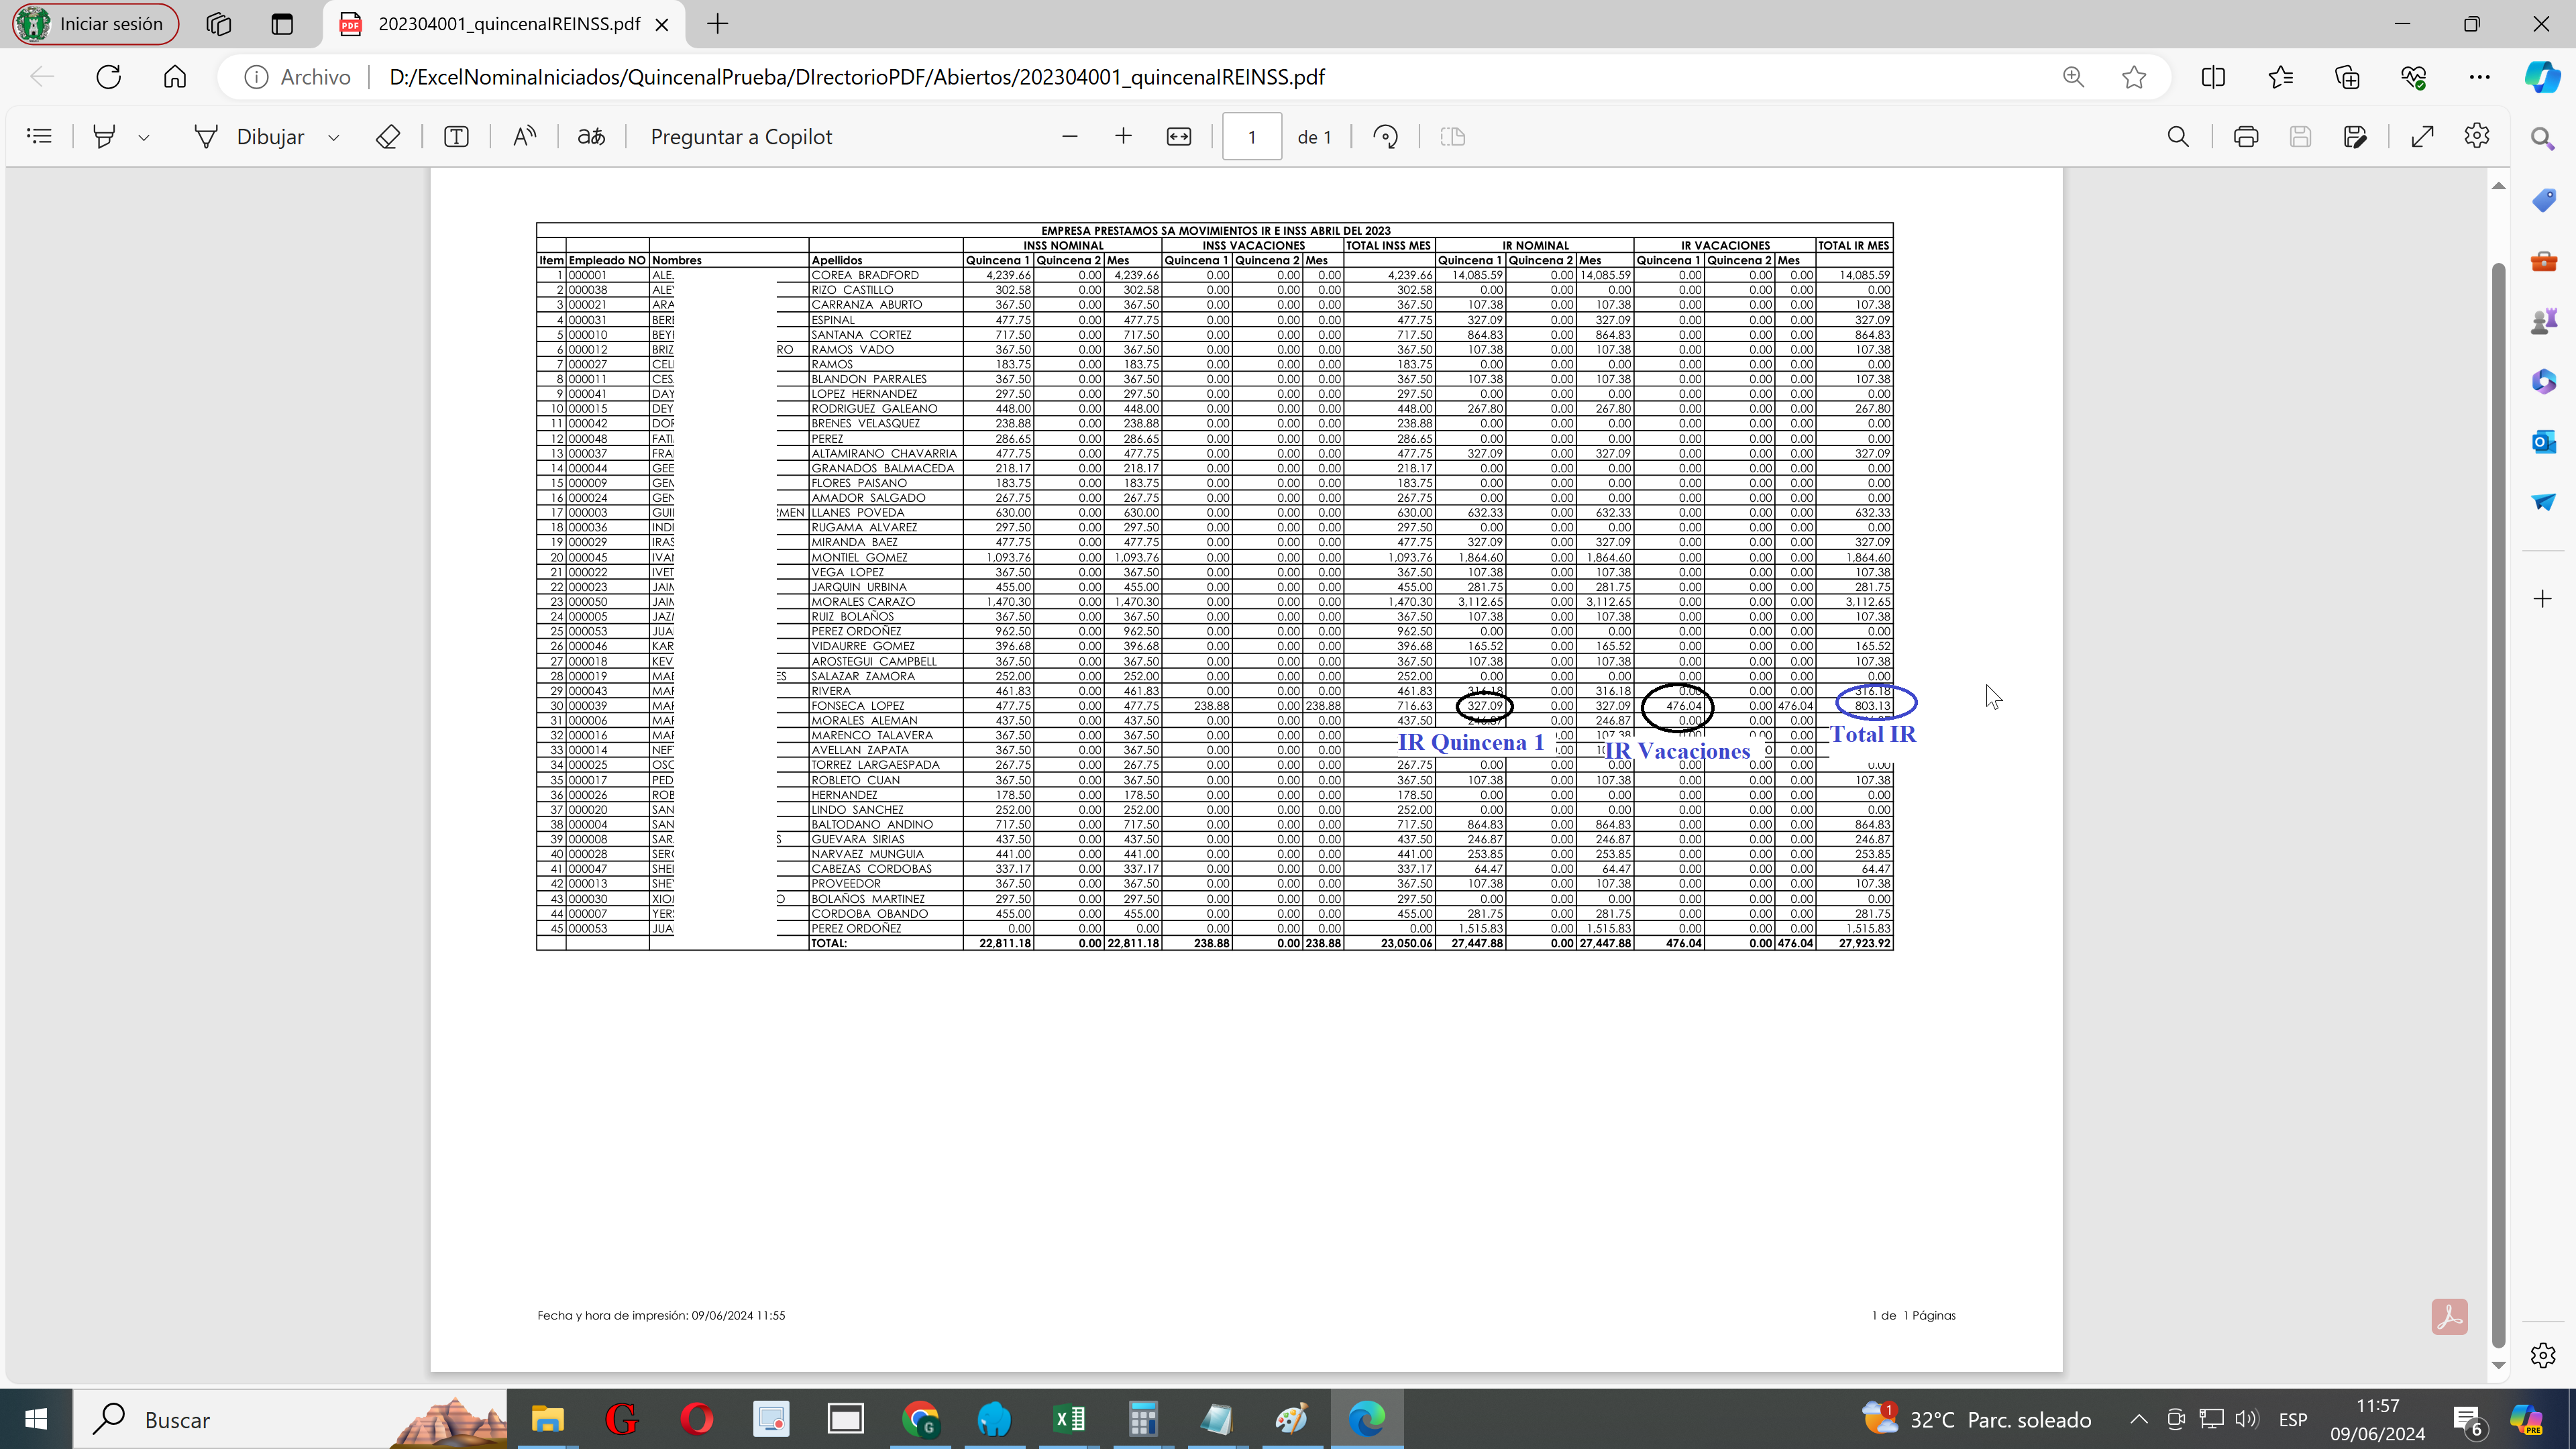 Iniciar sesión
202304001_quincenaIREINSS.pdf
Archivo
D:/ExcelNominaIniciados/QuincenalPrueba/DIrectorioPDF/Abiertos/202304001_quincenaIREINSS.pdf
Dibujar
Preguntar a Copilot
1 de 1
EMPRESA PRESTAMOS SA MOVIMIENTOS IR E INSS ABRIL DEL 2023
INSS NOMINAL INSS VACACIONES TOTAL INSS MES IR NOMINAL IR VACACIONES TOTAL IR MES
Item Empleado NO Nombres Apellidos Quincena 1 Quincena 2 Mes Quincena 1 Quincena 2 Mes Quincena 1 Quincena 2 Mes Quincena 1 Quincena 2 Mes
1 000001 ALE. COREA BRADFORD 4,239.66 0.00 4,239.66 0.00 0.00 0.00 4,239.66 14,085.59 0.00 14,085.59 0.00 0.00 0.00 14,085.59
2 000038 ALE RIZO CASTILLO 302.58 0.00 302.58 0.00 0.00 0.00 302.58 0.00 0.00 0.00 0.00 0.00 0.00 0.00
3 000021 ARA CARRANZA ABURTO 367.50 0.00 367.50 0.00 0.00 0.00 367.50 107.38 0.00 107.38 0.00 0.00 0.00 107.38
4 000031 BER ESPINAL 477.75 0.00 477.75 0.00 0.00 0.00 477.75 327.09 0.00 327.09 0.00 0.00 0.00 327.09
5 000010 BEY SANTANA CORTEZ 717.50 0.00 717.50 0.00 0.00 0.00 717.50 864.83 0.00 864.83 0.00 0.00 0.00 864.83
6 000012 BRIZ RO RAMOS VADO 367.50 0.00 367.50 0.00 0.00 0.00 367.50 107.38 0.00 107.38 0.00 0.00 0.00 107.38
7 000027 CEL RAMOS 183.75 0.00 183.75 0.00 0.00 0.00 183.75 0.00 0.00 0.00 0.00 0.00 0.00 0.00
8 000011 CES BLANDON PARRALES 367.50 0.00 367.50 0.00 0.00 0.00 367.50 107.38 0.00 107.38 0.00 0.00 0.00 107.38
9 000041 DAY LOPEZ HERNANDEZ 297.50 0.00 297.50 0.00 0.00 0.00 297.50 0.00 0.00 0.00 0.00 0.00 0.00 0.00
10 000015 DEY RODRIGUEZ GALEANO 448.00 0.00 448.00 0.00 0.00 0.00 448.00 267.80 0.00 267.80 0.00 0.00 0.00 267.80
11 000042 DOR BRENES VELASQUEZ 238.88 0.00 238.88 0.00 0.00 0.00 238.88 0.00 0.00 0.00 0.00 0.00 0.00 0.00
12 000048 FATI PEREZ 286.65 0.00 286.65 0.00 0.00 0.00 286.65 0.00 0.00 0.00 0.00 0.00 0.00 0.00
13 000037 FRA ALTAMIRANO CHAVARRIA 477.75 0.00 477.75 0.00 0.00 0.00 477.75 327.09 0.00 327.09 0.00 0.00 0.00 327.09
14 000044 GEE GRANADOS BALMACEDA 218.17 0.00 218.17 0.00 0.00 0.00 218.17 0.00 0.00 0.00 0.00 0.00 0.00 0.00
15 000009 GEM FLORES PAISANO 183.75 0.00 183.75 0.00 0.00 0.00 183.75 0.00 0.00 0.00 0.00 0.00 0.00 0.00
16 000024 GEN AMADOR SALGADO 267.75 0.00 267.75 0.00 0.00 0.00 267.75 0.00 0.00 0.00 0.00 0.00 0.00 0.00
17 000003 GUI RMEN LLANES POVEDA 630.00 0.00 630.00 0.00 0.00 0.00 630.00 632.33 0.00 632.33 0.00 0.00 0.00 632.33
18 000036 INDI RUGAMA ALVAREZ 297.50 0.00 297.50 0.00 0.00 0.00 297.50 0.00 0.00 0.00 0.00 0.00 0.00 0.00
19 000029 IRAS MIRANDA BAEZ 477.75 0.00 477.75 0.00 0.00 0.00 477.75 327.09 0.00 327.09 0.00 0.00 0.00 327.09
20 000045 IVAN MONTIEL GOMEZ 1,093.76 0.00 1,093.76 0.00 0.00 0.00 1,093.76 1,864.60 0.00 1,864.60 0.00 0.00 0.00 1,864.60
21 000022 IVET VEGA LOPEZ 367.50 0.00 367.50 0.00 0.00 0.00 367.50 107.38 0.00 107.38 0.00 0.00 0.00 107.38
22 000023 JAIM JARQUIN URBINA 455.00 0.00 455.00 0.00 0.00 0.00 455.00 281.75 0.00 281.75 0.00 0.00 0.00 281.75
23 000050 JAIM MORALES CARAZO 1,470.30 0.00 1,470.30 0.00 0.00 0.00 1,470.30 3,112.65 0.00 3,112.65 0.00 0.00 0.00 3,112.65
24 000005 JAZ RUIZ BOLAÑOS 367.50 0.00 367.50 0.00 0.00 0.00 367.50 107.38 0.00 107.38 0.00 0.00 0.00 107.38
25 000053 JUA PEREZ ORDOÑEZ 962.50 0.00 962.50 0.00 0.00 0.00 962.50 0.00 0.00 0.00 0.00 0.00 0.00 0.00
26 000046 KAR VIDAURRE GOMEZ 396.68 0.00 396.68 0.00 0.00 0.00 396.68 165.52 0.00 165.52 0.00 0.00 0.00 165.52
27 000018 KEV AROSTEGUI CAMPBELL 367.50 0.00 367.50 0.00 0.00 0.00 367.50 107.38 0.00 107.38 0.00 0.00 0.00 107.38
28 000019 MAE ES SALAZAR ZAMORA 252.00 0.00 252.00 0.00 0.00 0.00 252.00 0.00 0.00 0.00 0.00 0.00 0.00 0.00
29 000043 MAR RIVERA 461.83 0.00 461.83 0.00 0.00 0.00 461.83 316.18 0.00 316.18 0.00 0.00 0.00 316.18
30 000039 MAR FONSECA LOPEZ 477.75 0.00 477.75 238.88 0.00 238.88 716.63 327.09 0.00 327.09 476.04 0.00 476.04 803.13
31 000006 MAR MORALES ALEMAN 437.50 0.00 437.50 0.00 0.00 0.00 437.50 246.87 0.00 246.87 0.00 0.00 0.00
32 000016 MAR MARENCO TALAVERA 367.50 0.00 367.50 0.00 0.00 0.00 0.00 107.38 0.00 0.00 0.00
IR Quincena 1 IR Vacaciones Total IR
33 000014 NEF AVELLAN ZAPATA 367.50 0.00 367.50 0.00 0.00 0.00 0.00
34 000025 OSC TORREZ LARGAESPADA 267.75 0.00 267.75 0.00 0.00 0.00 267.75 0.00 0.00 0.00 0.00 0.00 0.00 0.00
35 000017 PED ROBLETO CUAN 367.50 0.00 367.50 0.00 0.00 0.00 367.50 107.38 0.00 107.38 0.00 0.00 0.00 107.38
36 000026 ROB HERNANDEZ 178.50 0.00 178.50 0.00 0.00 0.00 178.50 0.00 0.00 0.00 0.00 0.00 0.00 0.00
37 000020 SAN LINDO SANCHEZ 252.00 0.00 252.00 0.00 0.00 0.00 252.00 0.00 0.00 0.00 0.00 0.00 0.00 0.00
38 000004 SAN BALTODANO ANDINO 717.50 0.00 717.50 0.00 0.00 0.00 717.50 864.83 0.00 864.83 0.00 0.00 0.00 864.83
39 000008 SAR. S GUEVARA SIRIAS 437.50 0.00 437.50 0.00 0.00 0.00 437.50 246.87 0.00 246.87 0.00 0.00 0.00 246.87
40 000028 SERG NARVAEZ MUNGUIA 441.00 0.00 441.00 0.00 0.00 0.00 441.00 253.85 0.00 253.85 0.00 0.00 0.00 253.85
41 000047 SHE CABEZAS CORDOBAS 337.17 0.00 337.17 0.00 0.00 0.00 337.17 64.47 0.00 64.47 0.00 0.00 0.00 64.47
42 000013 SHE PROVEEDOR 367.50 0.00 367.50 0.00 0.00 0.00 367.50 107.38 0.00 107.38 0.00 0.00 0.00 107.38
43 000030 XIO O BOLAÑOS MARTINEZ 297.50 0.00 297.50 0.00 0.00 0.00 297.50 0.00 0.00 0.00 0.00 0.00 0.00 0.00
44 000007 YER CORDOBA OBANDO 455.00 0.00 455.00 0.00 0.00 0.00 455.00 281.75 0.00 281.75 0.00 0.00 0.00 281.75
45 000053 JUA PEREZ ORDOÑEZ 0.00 0.00 0.00 0.00 0.00 0.00 0.00 1,515.83 0.00 1,515.83 0.00 0.00 0.00 1,515.83
TOTAL: 22,811.18 0.00 22,811.18 238.88 0.00 238.88 23,050.06 27,447.88 0.00 27,447.88 476.04 0.00 476.04 27,923.92
Fecha y hora de impresión: 09/06/2024 11:55
1 de 1 Páginas
Buscar
32°C Parc. soleado
ESP
11:57
09/06/2024
6